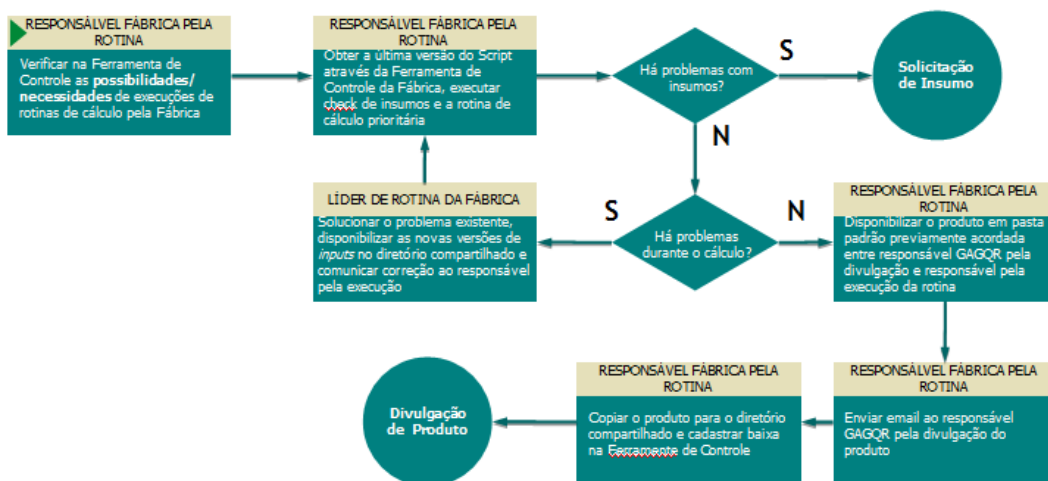 RESPONSÁLVEL FÁBRICA PELA
ROTINA
Verificar na Ferramenta de
Controle as possibilidades/
necessidades de execuções de
rotinas de cálculo pela Fábrica
RESPONSÁLVEL FÁBRICA PELA
ROTINA
Obter a última versão do Script
através da Ferramenta de
Controle da Fábrica, executar
check de insumos e a rotina de
cálculo prioritária
Há problemas com
insumos?
S
Solicitação
de Insumo
N
LÍDER DE ROTINA DA FÁBRICA
Solucionar o problema existente,
disponibilizar as novas versões de
inputs no diretório compartilhado e
comunicar correção ao responsável
pela execução
S
Há problemas
durante o cálculo?
N
RESPONSÁLVEL FÁBRICA PELA
ROTINA
Disponibilizar o produto em pasta
padrão previamente acordada
entre responsável GAGQR pela
divulgação e responsável pela
execução da rotina
RESPONSÁLVEL FÁBRICA PELA
ROTINA
Enviar email ao responsável
GAGQR pela divulgação do
produto
RESPONSÁVEL FÁBRICA PELA
ROTINA
Copiar o produto para o diretório
compartilhado e cadastrar baixa
na Ferramente de Controle
Divulgação
de Produto